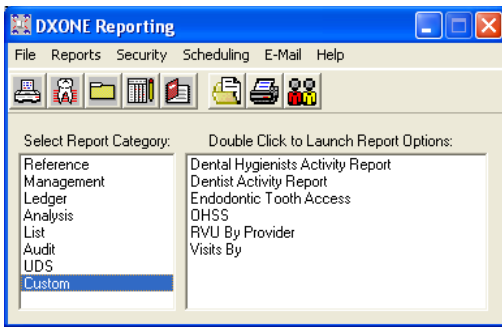 DXONE Reporting
File Reports Security Scheduling E-Mail Help
Select Report Category:
Reference
Management
Ledger
Analysis
List
Audit
UDS
Custom
Double Click to Launch Report Options:
Dental Hygienists Activity Report
Dentist Activity Report
Endodontic Tooth Access
OHSS
RVU By Provider
Visits By